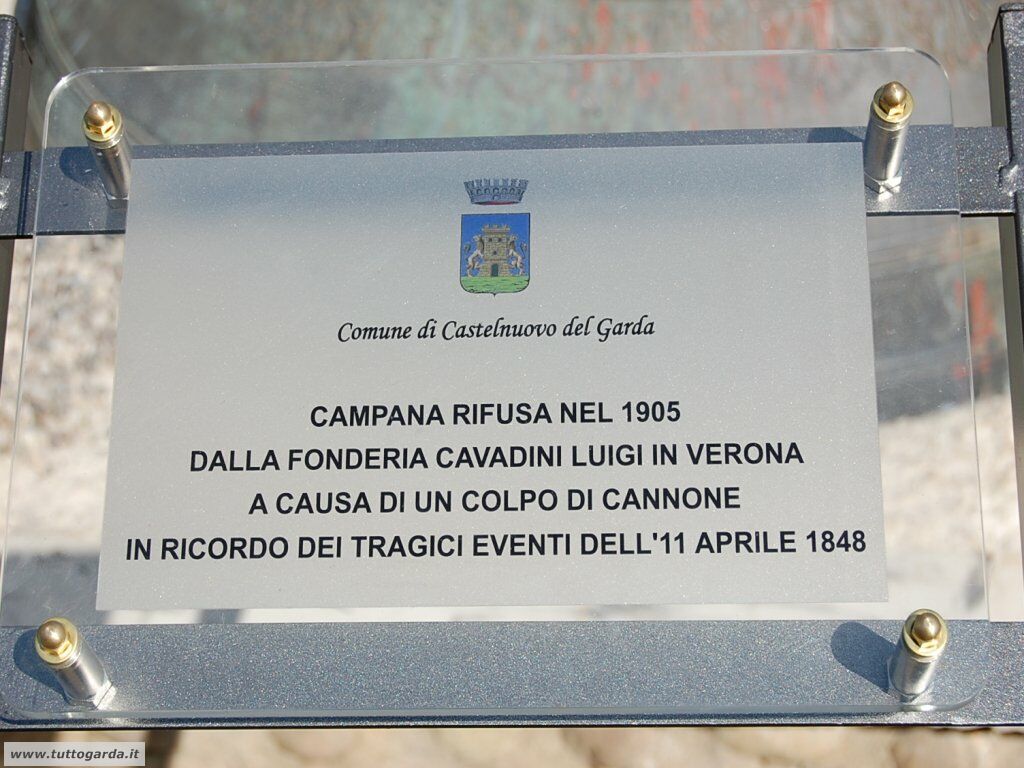 Comune di Castelnuovo del Garda
CAMPANA RIFUSA NEL 1905
DALLA FONDERIA CAVADINI LUIGI IN VERONA
A CAUSA DI UN COLPO DI CANNONE
IN RICORDO DEI TRAGICI EVENTI DELL'11 APRILE 1848
www.tuttogarda.it